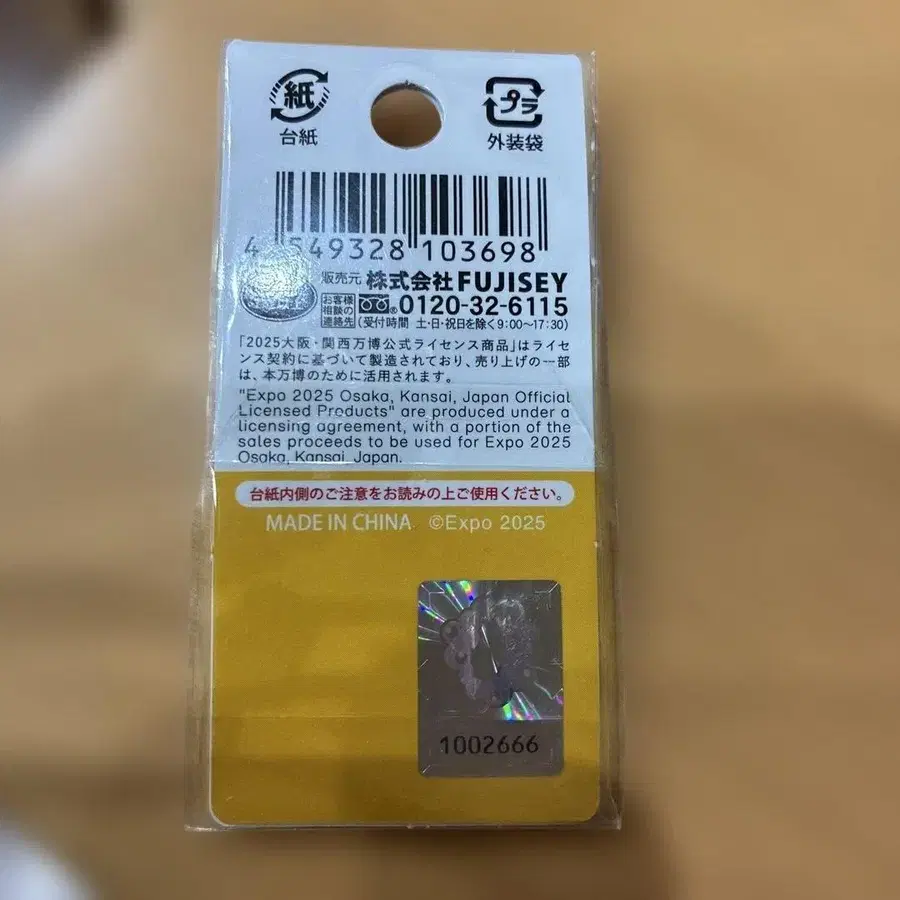 紙
台紙
プラ
外装袋
4 549328 103698
販売元 株式会社 FUJISEY
お客様相談の連絡先 ® 0120-32-6115
(受付時間 土・日・祝日を除く 9:00〜17:30)
「2025大阪・関西万博公式ライセンス商品」はライセ
ンス契約に基づいて製造されており、売り上げの一部
は、本万博のために活用されます。
"Expo 2025 Osaka, Kansai, Japan Official
Licensed Products" are produced under a
licensing agreement, with a portion of the
sales proceeds to be used for Expo 2025
Osaka, Kansai, Japan.
台紙内側のご注意をお読みの上ご使用ください。
MADE IN CHINA ©Expo 2025
1002666